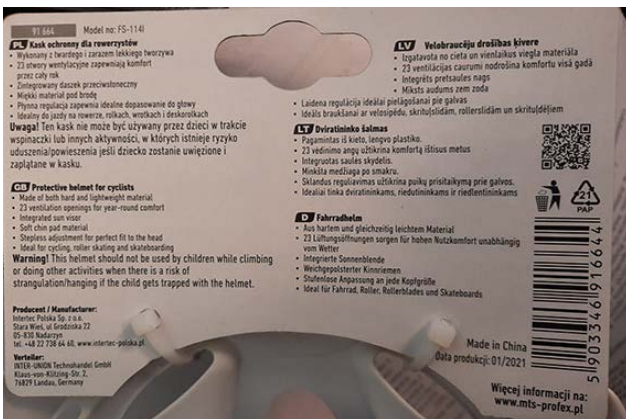 91 664 Model no: FS-114I
PL Kask ochronny dla rowerzystów
• Wykonany z twardego i zarazem lekkiego tworzywa
• 23 otwory wentylacyjne zapewniają komfort
przez cały rok
• Zintegrowany daszek przeciwsłoneczny
• Miękki materiał pod brodę
• Płynna regulacja zapewnia idealne dopasowanie do głowy
• Idealny do jazdy na rowerze, rolkach, wrotkach i deskorolkach
Uwaga! Ten kask nie może być używany przez dzieci w trakcie
wspinaczki lub innych aktywności, w których istnieje ryzyko
uduszenia/powieszenia jeśli dziecko zostanie uwięzione i
zaplątane w kasku.
GB Protective helmet for cyclists
• Made of both hard and lightweight material
• 23 ventilation openings for year-round comfort
• Integrated sun visor
• Soft chin pad material
• Stepless adjustment for perfect fit to the head
• Ideal for cycling, roller skating and skateboarding
Warning! This helmet should not be used by children while climbing
or doing other activities when there is a risk of
strangulation/hanging if the child gets trapped with the helmet.
Producent / Manufacturer:
Intertec Polska Sp. z o.o.
Stara Wieś, ul Grodziska 22
05-830 Nadarzyn
tel. +48 22 738 64 60, www.intertec-polska.pl
Verteiler:
INTER-UNION Technohandel GmbH
Klaus-von-Klitzing-Str. 2,
76829 Landau, Germany
LV Velobraucēju drošības ķivere
• Izgatavota no cieta un vienlaikus viegla materiāla
• 23 ventilācijas caurumi nodrošina komfortu visā gadā
• Integrēts pretsaules nags
• Miksts audums zem zoda
• Laidena regulācija ideālai pielāgošanai pie galvas
• Ideāls braukšanai ar velosipēdu, skrituļslidām, rollerslidām un skrituļdēļiem
LT Dviratininko šalmas
• Pagamintas iš kieto, lengvo plastiko.
• 23 vėdinimo angų užtikrina komfortą ištisus metus
• Integruotas saulės skydelis.
• Minkšta medžiaga po smakru.
• Sklandus reguliavimas užtikrina puikų prisitaikymą prie galvos.
• Idealiai tinka dviratininkams, riedutininkams ir riedlentininkams
D Fahrradhelm
• Aus hartem und gleichzeitig leichtem Material
• 23 Lüftungsöffnungen sorgen für hohen Nutzkomfort unabhängig
vom Wetter
• Integrierte Sonnenblende
• Weichgepolsterter Kinnriemen
• Stufenlose Anpassung an jede Kopfgröße
• Ideal für Fahrrad, Roller, Rollerblades und Skateboards
21
PAP
5 903346 916644
Made in China
Data produkcji: 01/2021
Więcej informacji na:
www.mts-profex.pl